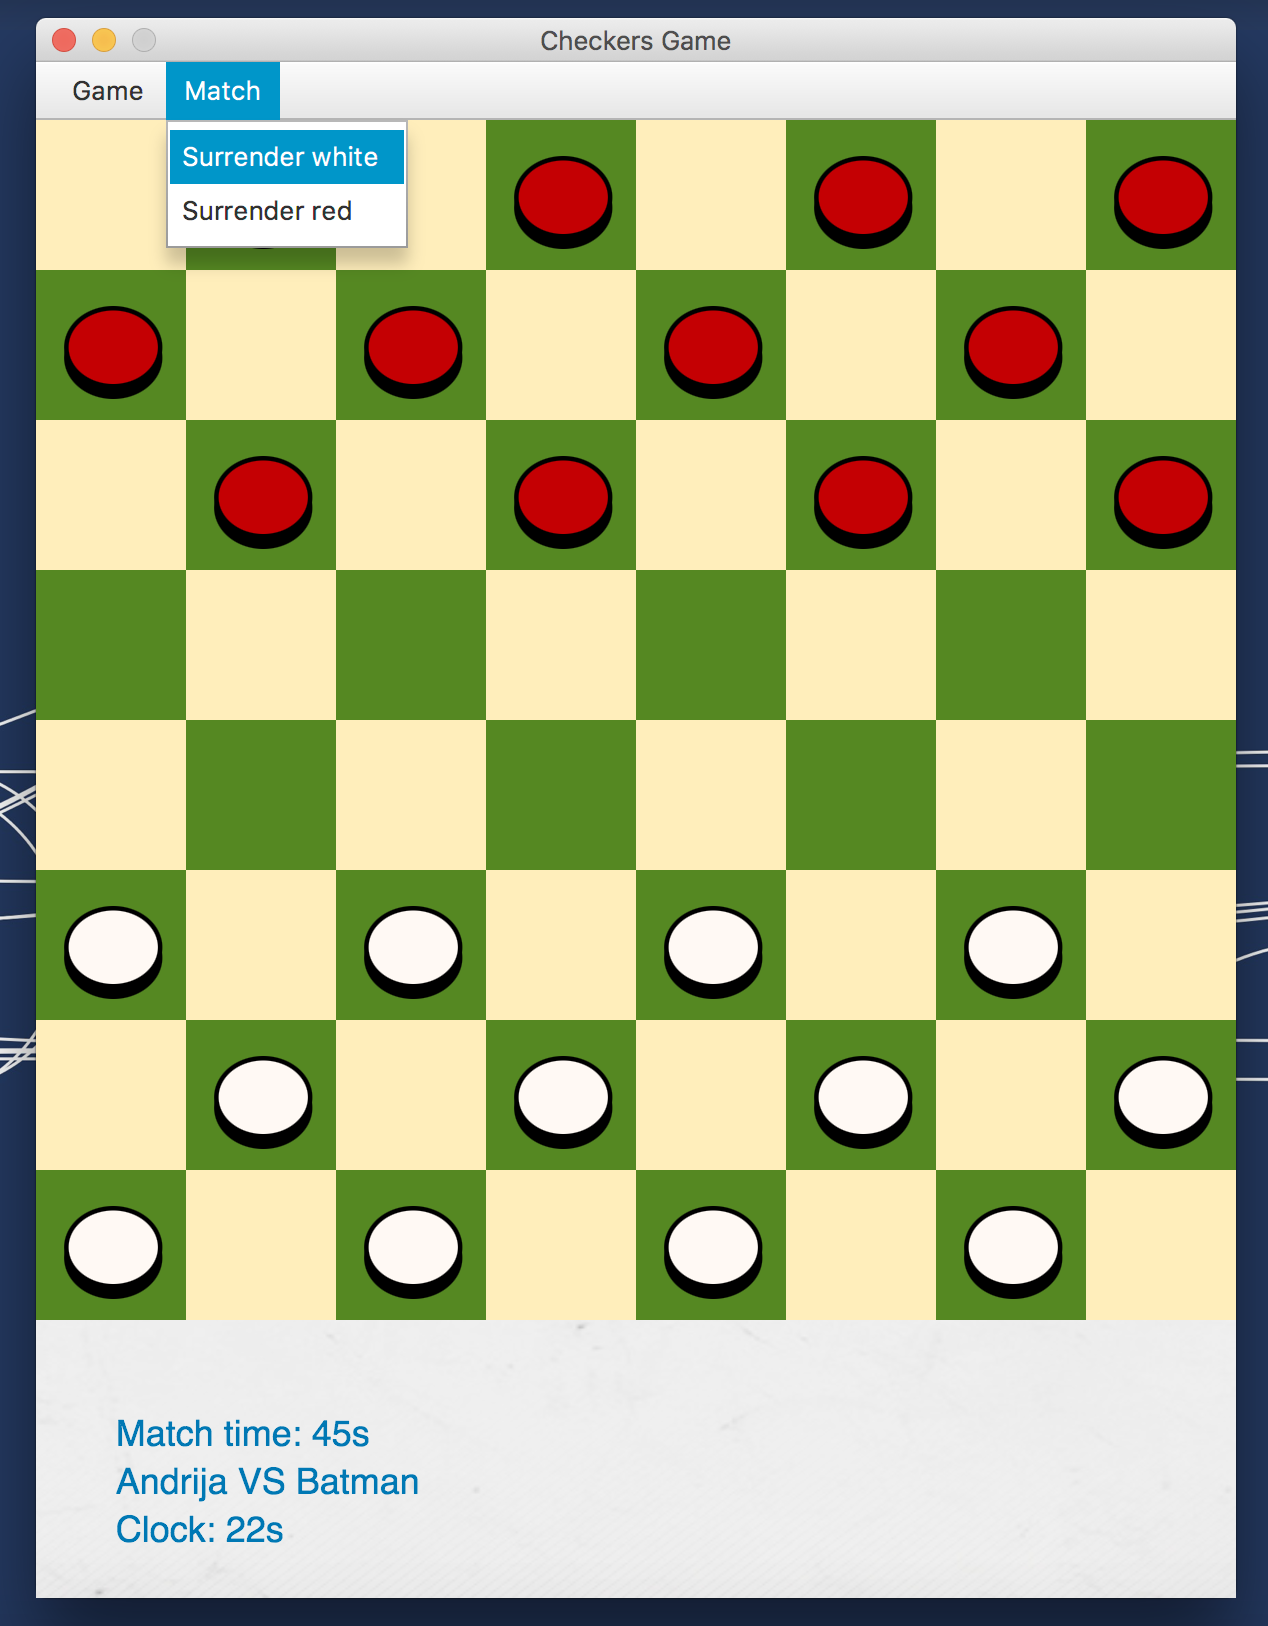 Checkers Game
Game Match
Surrender white
Surrender red
Match time: 45s
Andrija VS Batman
Clock: 22s